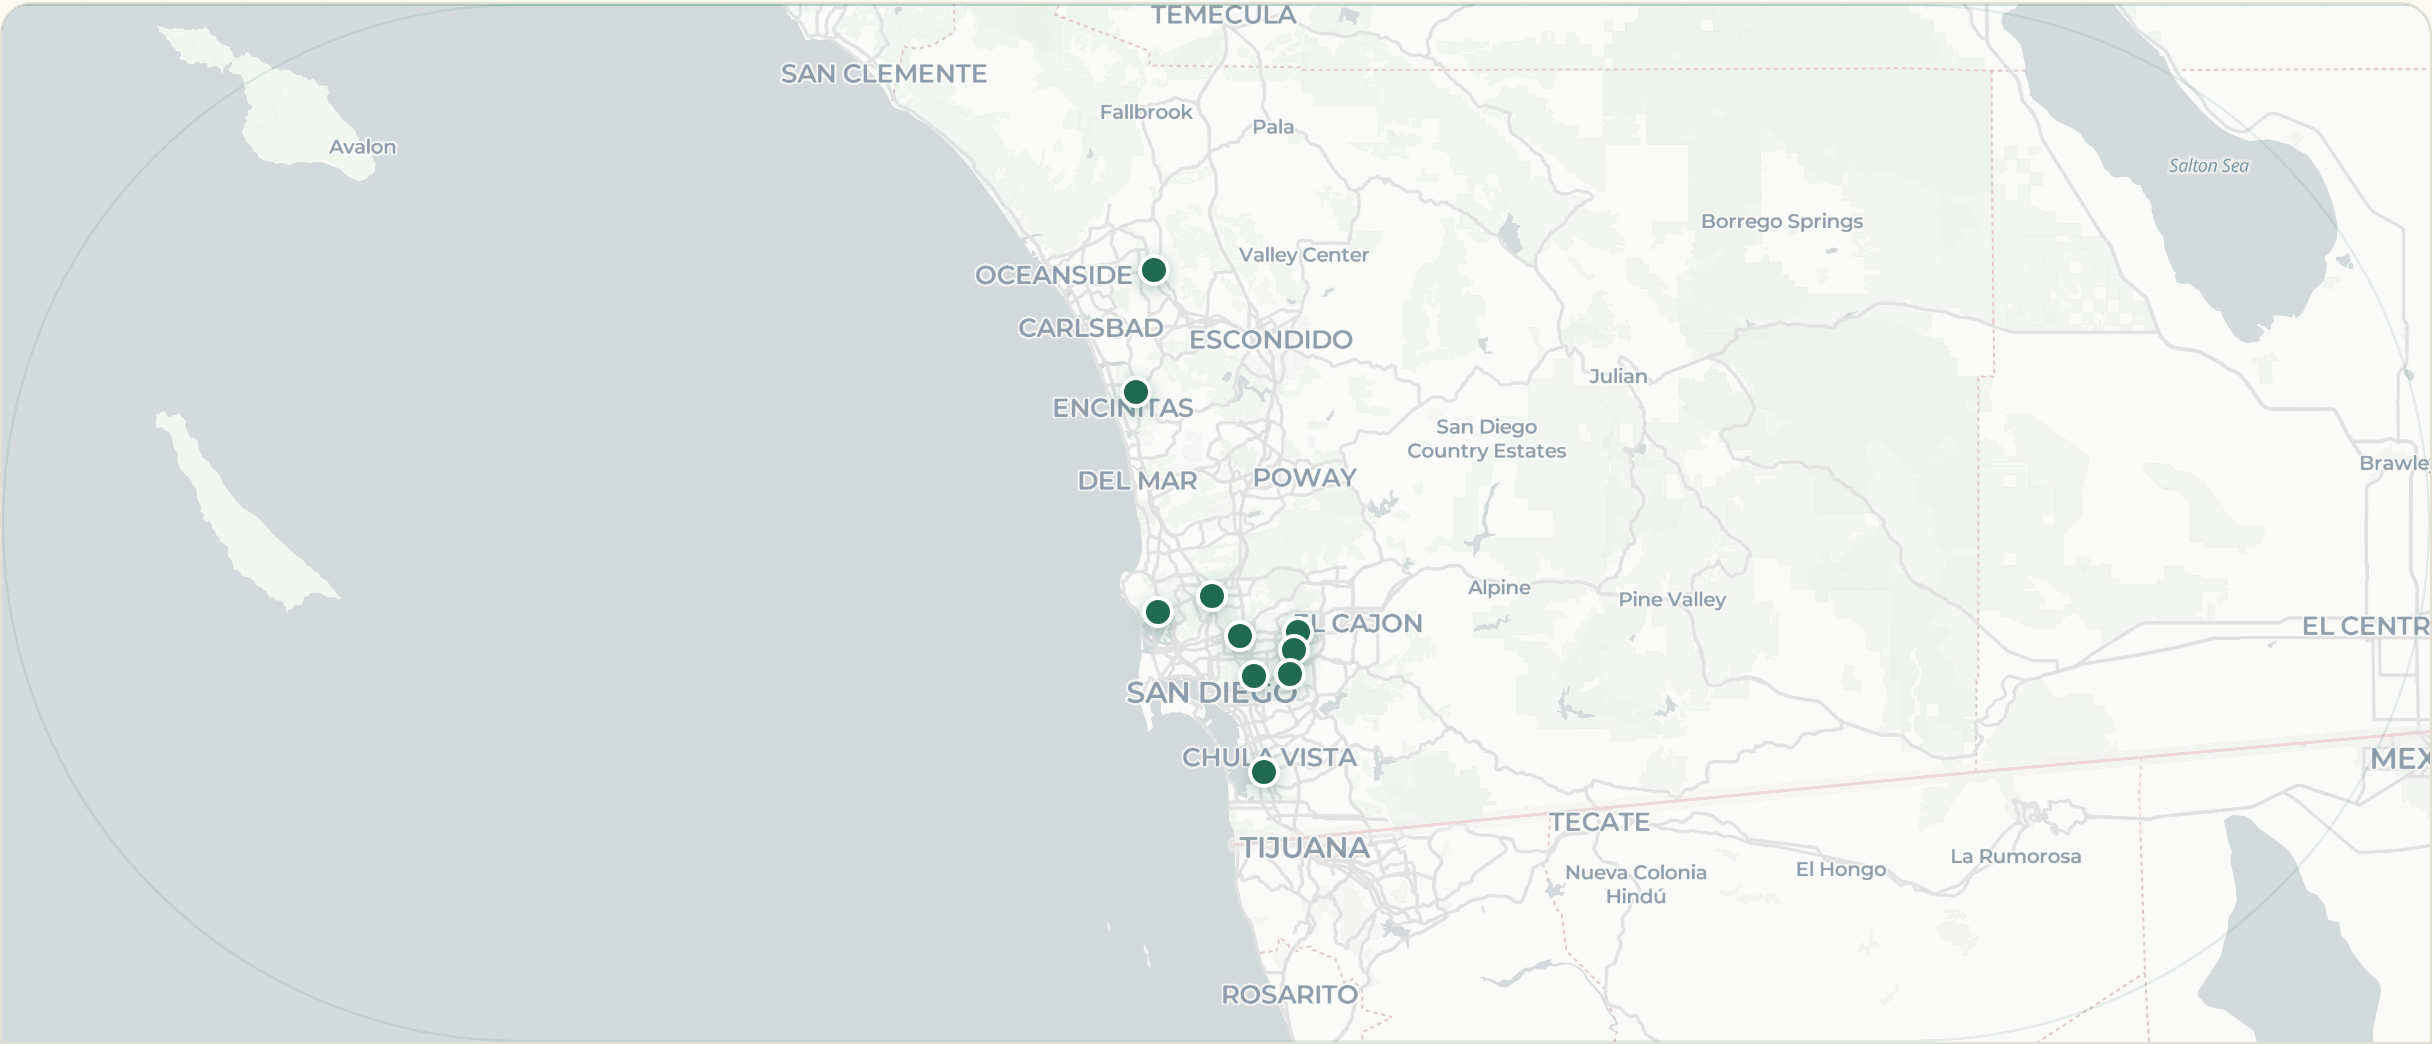 TEMECULA
SAN CLEMENTE
Fallbrook
Pala
Avalon
Salton Sea
Borrego Springs
Valley Center
OCEANSIDE
CARLSBAD
ESCONDIDO
Julian
ENCINITAS
San Diego
Country Estates
Brawle
DEL MAR
POWAY
Alpine
Pine Valley
EL CAJON
EL CENTR
SAN DIEGO
CHULA VISTA
MEX
TECATE
TIJUANA
La Rumorosa
El Hongo
Nueva Colonia
Hindú
ROSARITO